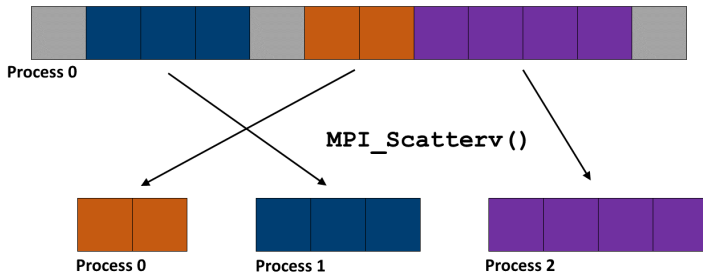 Process 0
MPI_Scatterv()
Process 0
Process 1
Process 2